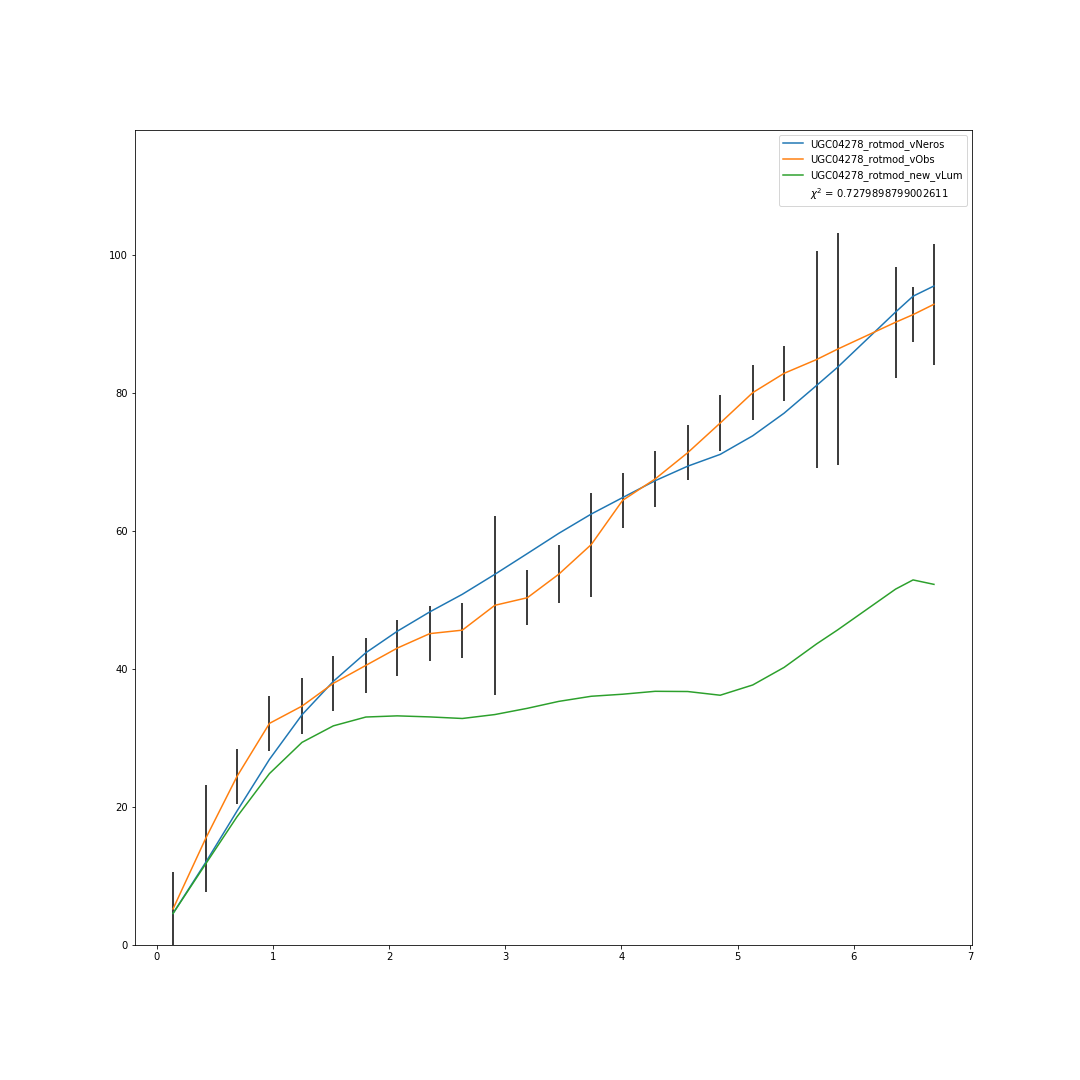 UGC04278_rotmod_vNeros
UGC04278_rotmod_vObs
UGC04278_rotmod_new_vLum
χ² = 0.7279898799002611
100
80
60
40
20
0
0 1 2 3 4 5 6 7